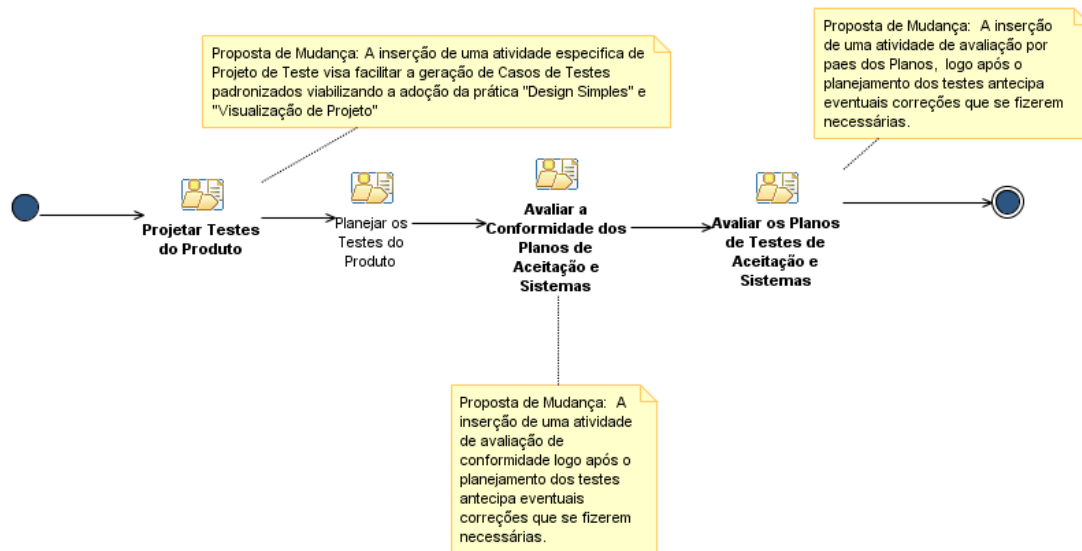 Proposta de Mudança: A inserção de uma atividade especifica de
Projeto de Teste visa facilitar a geração de Casos de Testes
padronizados viabilizando a adoção da prática "Design Simples" e
"Visualização de Projeto"
Proposta de Mudança: A inserção
de uma atividade de avaliação por
paes dos Planos, logo após o
planejamento dos testes antecipa
eventuais correções que se fizerem
necessárias.
Projetar Testes
do Produto
Planejar os
Testes do
Produto
Avaliar a
Conformidade dos
Planos de
Aceitação e
Sistemas
Avaliar os Planos
de Testes de
Aceitação e
Sistemas
Proposta de Mudança: A
inserção de uma atividade
de avaliação de
conformidade logo após o
planejamento dos testes
antecipa eventuais
correções que se fizerem
necessárias.